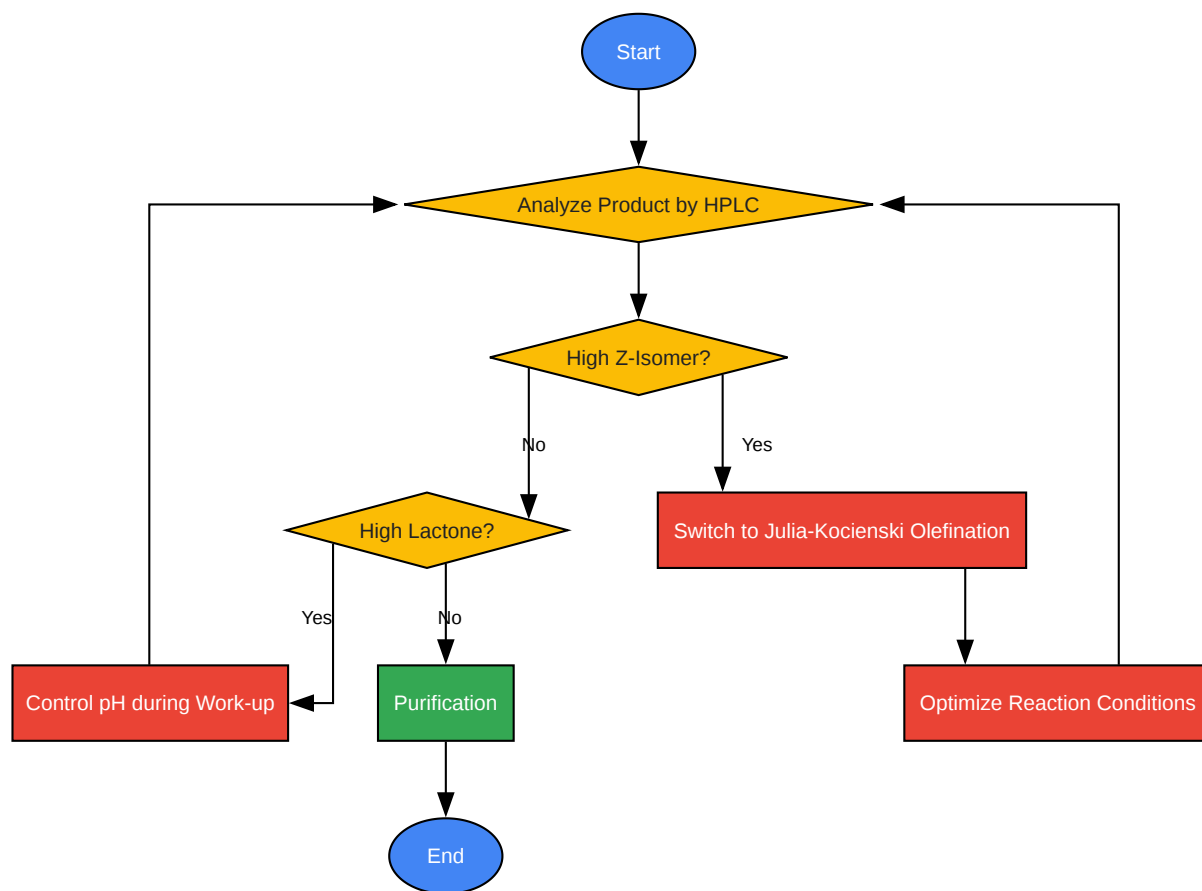 Start
Analyze Product by HPLC
High Z-Isomer?
No
Yes
High Lactone?
Switch to Julia-Kocienski Olefination
Yes
No
Control pH during Work-up
Purification
Optimize Reaction Conditions
End